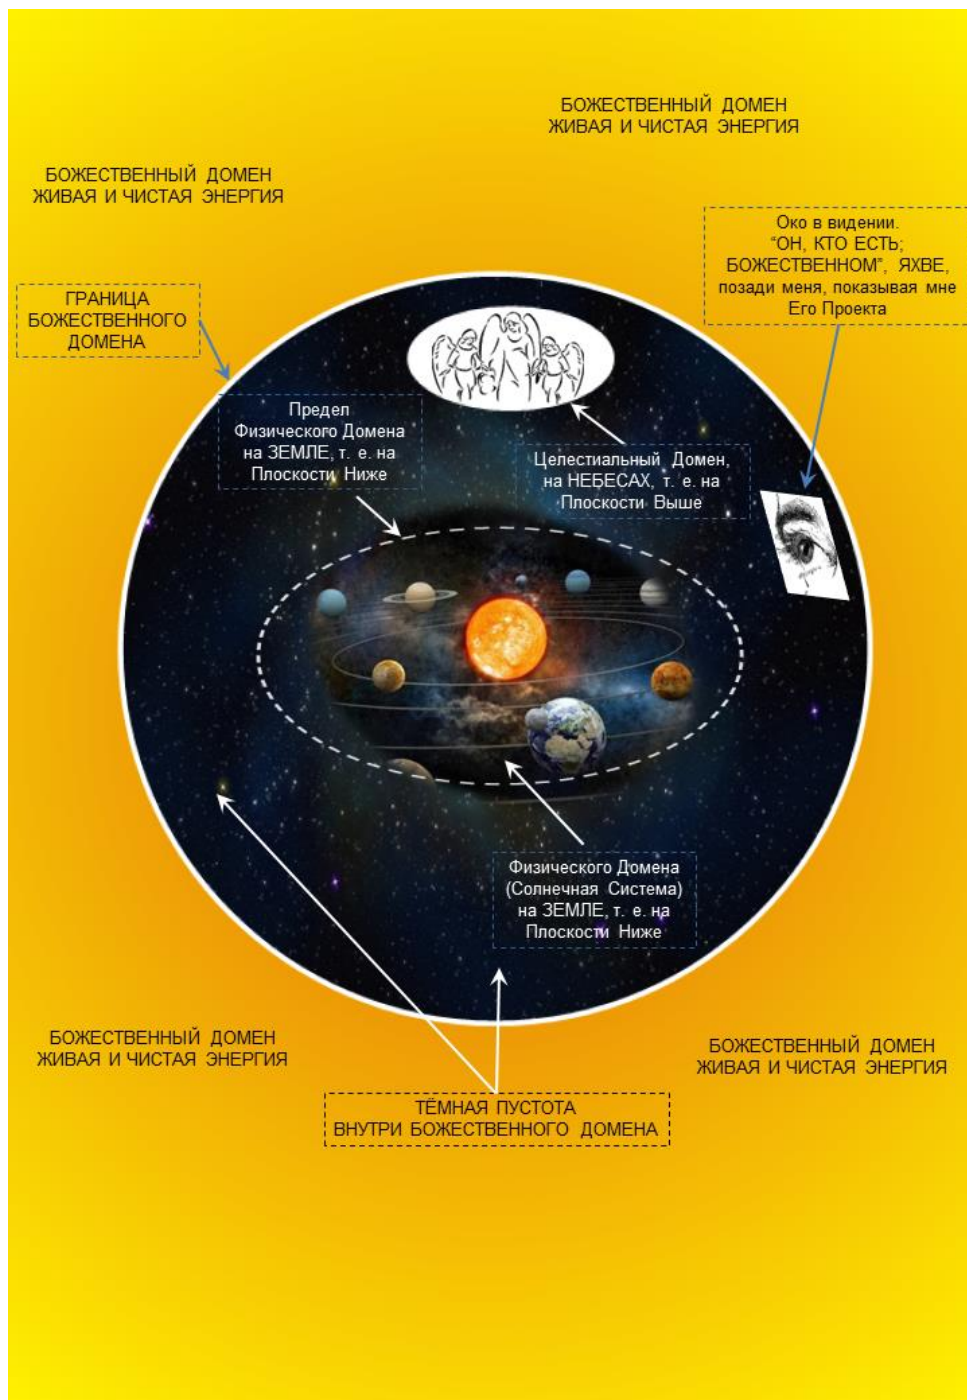 БОЖЕСТВЕННЫЙ ДОМЕН
ЖИВАЯ И ЧИСТАЯ ЭНЕРГИЯ
БОЖЕСТВЕННЫЙ ДОМЕН
ЖИВАЯ И ЧИСТАЯ ЭНЕРГИЯ
Око в видении.
“ОН, КТО ЕСТЬ;
БОЖЕСТВЕННОМ”, ЯХВЕ,
позади меня, показывая мне
Его Проекта
ГРАНИЦА
БОЖЕСТВЕННОГО
ДОМЕНА
Предел
Физического Домена
на ЗЕМЛЕ, т. е. на
Плоскости Ниже
Целестиальный Домен,
на НЕБЕСАХ, т. е. на
Плоскости Выше
Физического Домена
(Солнечная Система)
на ЗЕМЛЕ, т. е. на
Плоскости Ниже
БОЖЕСТВЕННЫЙ ДОМЕН
ЖИВАЯ И ЧИСТАЯ ЭНЕРГИЯ
БОЖЕСТВЕННЫЙ ДОМЕН
ЖИВАЯ И ЧИСТАЯ ЭНЕРГИЯ
ТЁМНАЯ ПУСТОТА
ВНУТРИ БОЖЕСТВЕННОГО ДОМЕНА